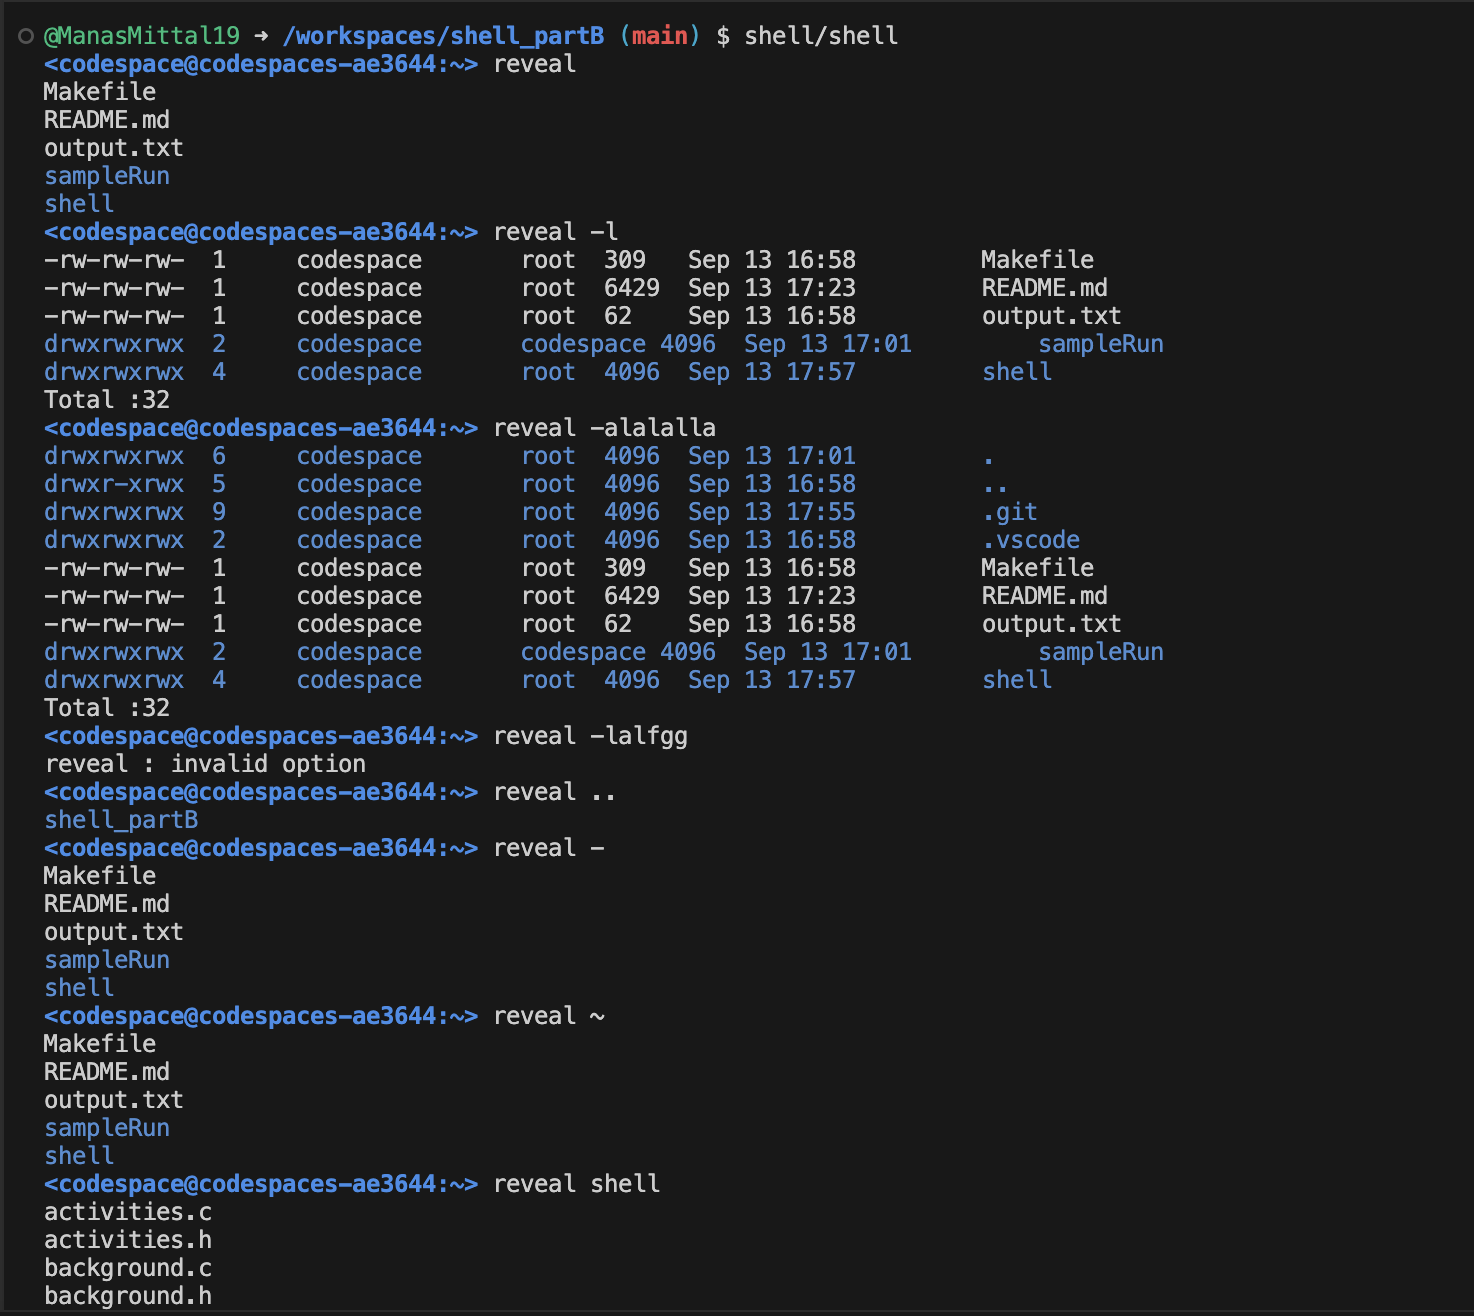 @ManasMittal19 ➜ /workspaces/shell_partB (main) $ shell/shell
<codespace@codespaces-ae3644:~> reveal
Makefile
README.md
output.txt
sampleRun
shell
<codespace@codespaces-ae3644:~> reveal -l
-rw-rw-rw-  1     codespace       root  309   Sep 13 16:58         Makefile
-rw-rw-rw-  1     codespace       root  6429  Sep 13 17:23         README.md
-rw-rw-rw-  1     codespace       root  62    Sep 13 16:58         output.txt
drwxrwxrwx  2     codespace       codespace 4096  Sep 13 17:01         sampleRun
drwxrwxrwx  4     codespace       root  4096  Sep 13 17:57         shell
Total :32
<codespace@codespaces-ae3644:~> reveal -alalalla
drwxrwxrwx  6     codespace       root  4096  Sep 13 17:01         .
drwxr-xrwx  5     codespace       root  4096  Sep 13 16:58         ..
drwxrwxrwx  9     codespace       root  4096  Sep 13 17:55         .git
drwxrwxrwx  2     codespace       root  4096  Sep 13 16:58         .vscode
-rw-rw-rw-  1     codespace       root  309   Sep 13 16:58         Makefile
-rw-rw-rw-  1     codespace       root  6429  Sep 13 17:23         README.md
-rw-rw-rw-  1     codespace       root  62    Sep 13 16:58         output.txt
drwxrwxrwx  2     codespace       codespace 4096  Sep 13 17:01         sampleRun
drwxrwxrwx  4     codespace       root  4096  Sep 13 17:57         shell
Total :32
<codespace@codespaces-ae3644:~> reveal -lalfgg
reveal : invalid option
<codespace@codespaces-ae3644:~> reveal ..
shell_partB
<codespace@codespaces-ae3644:~> reveal -
Makefile
README.md
output.txt
sampleRun
shell
<codespace@codespaces-ae3644:~> reveal ~
Makefile
README.md
output.txt
sampleRun
shell
<codespace@codespaces-ae3644:~> reveal shell
activities.c
activities.h
background.c
background.h